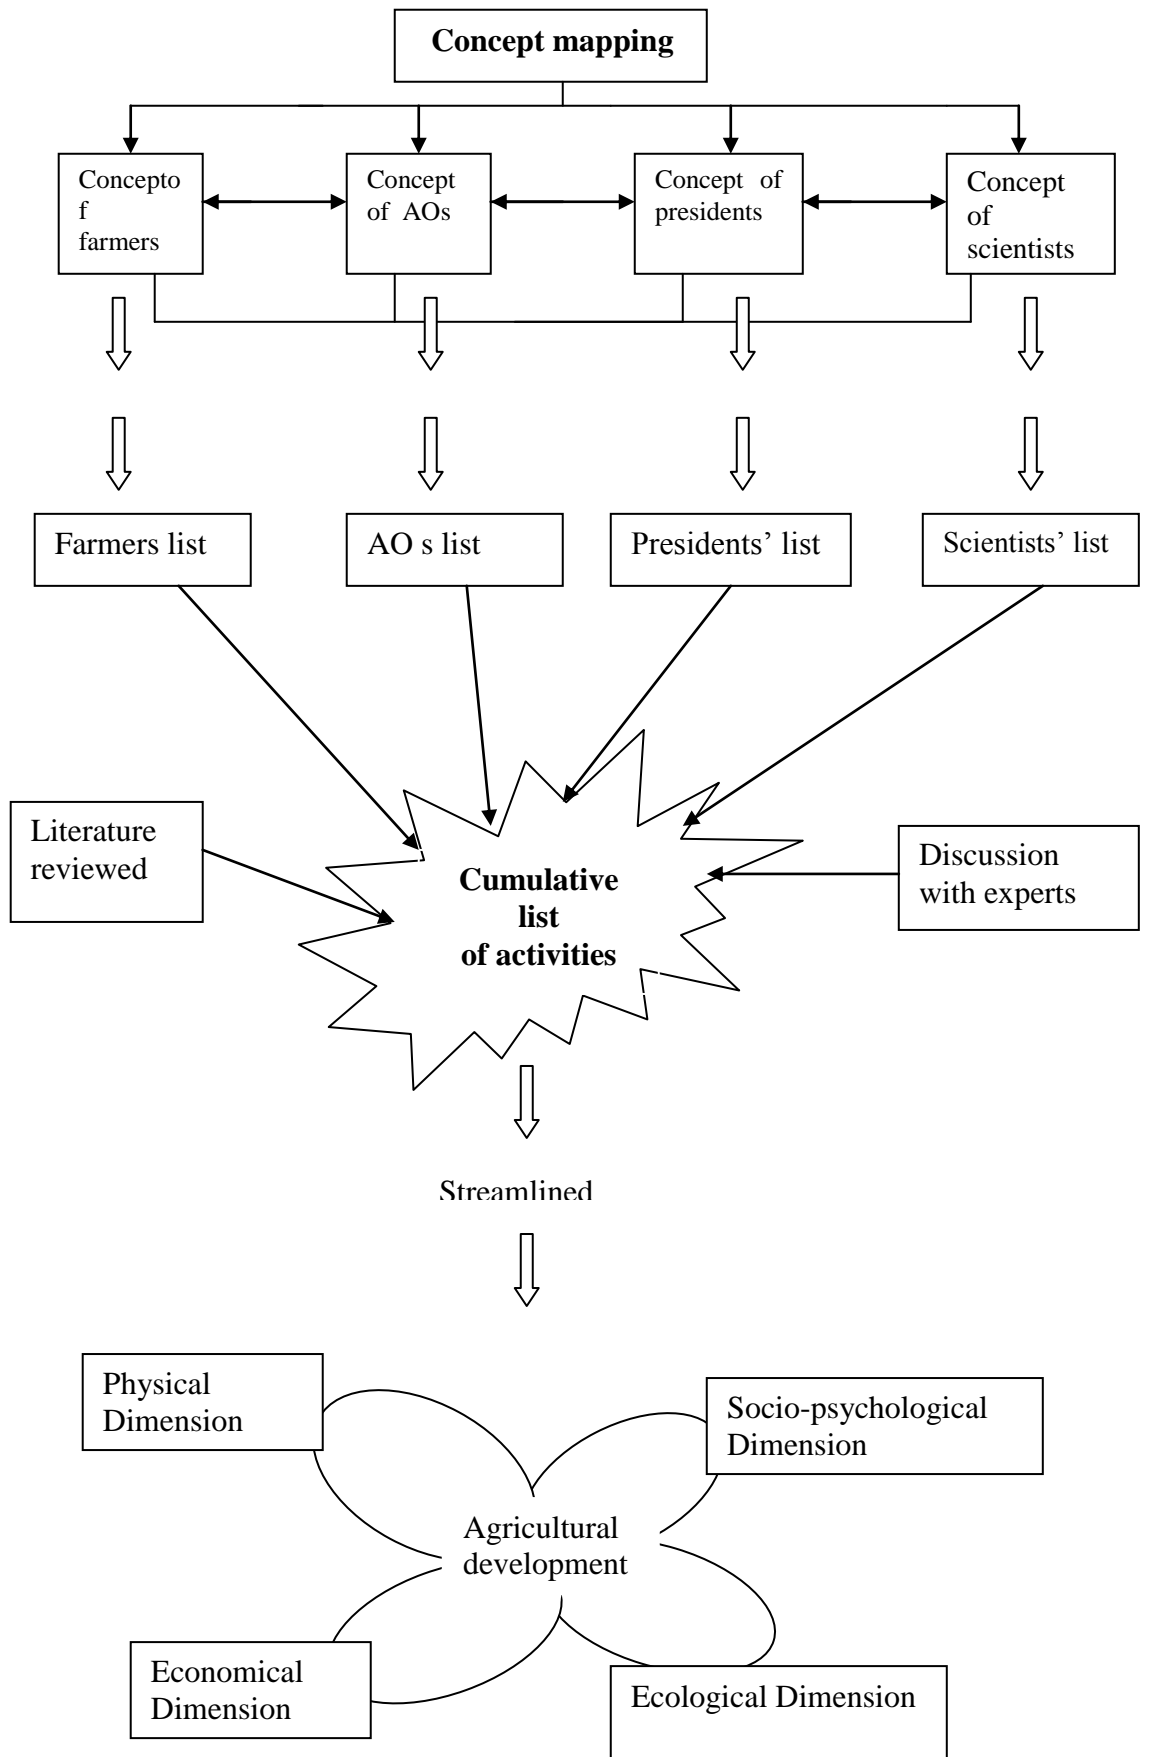 Concept mapping
Concepto
f
farmers
Concept
of AOs
Concept of
presidents
Concept
of
scientists
Farmers list
AO s list
Presidents’ list
Scientists’ list
Literature
reviewed
Cumulative
list
of activities
Discussion
with experts
Streamlined
Physical
Dimension
Socio-psychological
Dimension
Agricultural
development
Economical
Dimension
Ecological Dimension